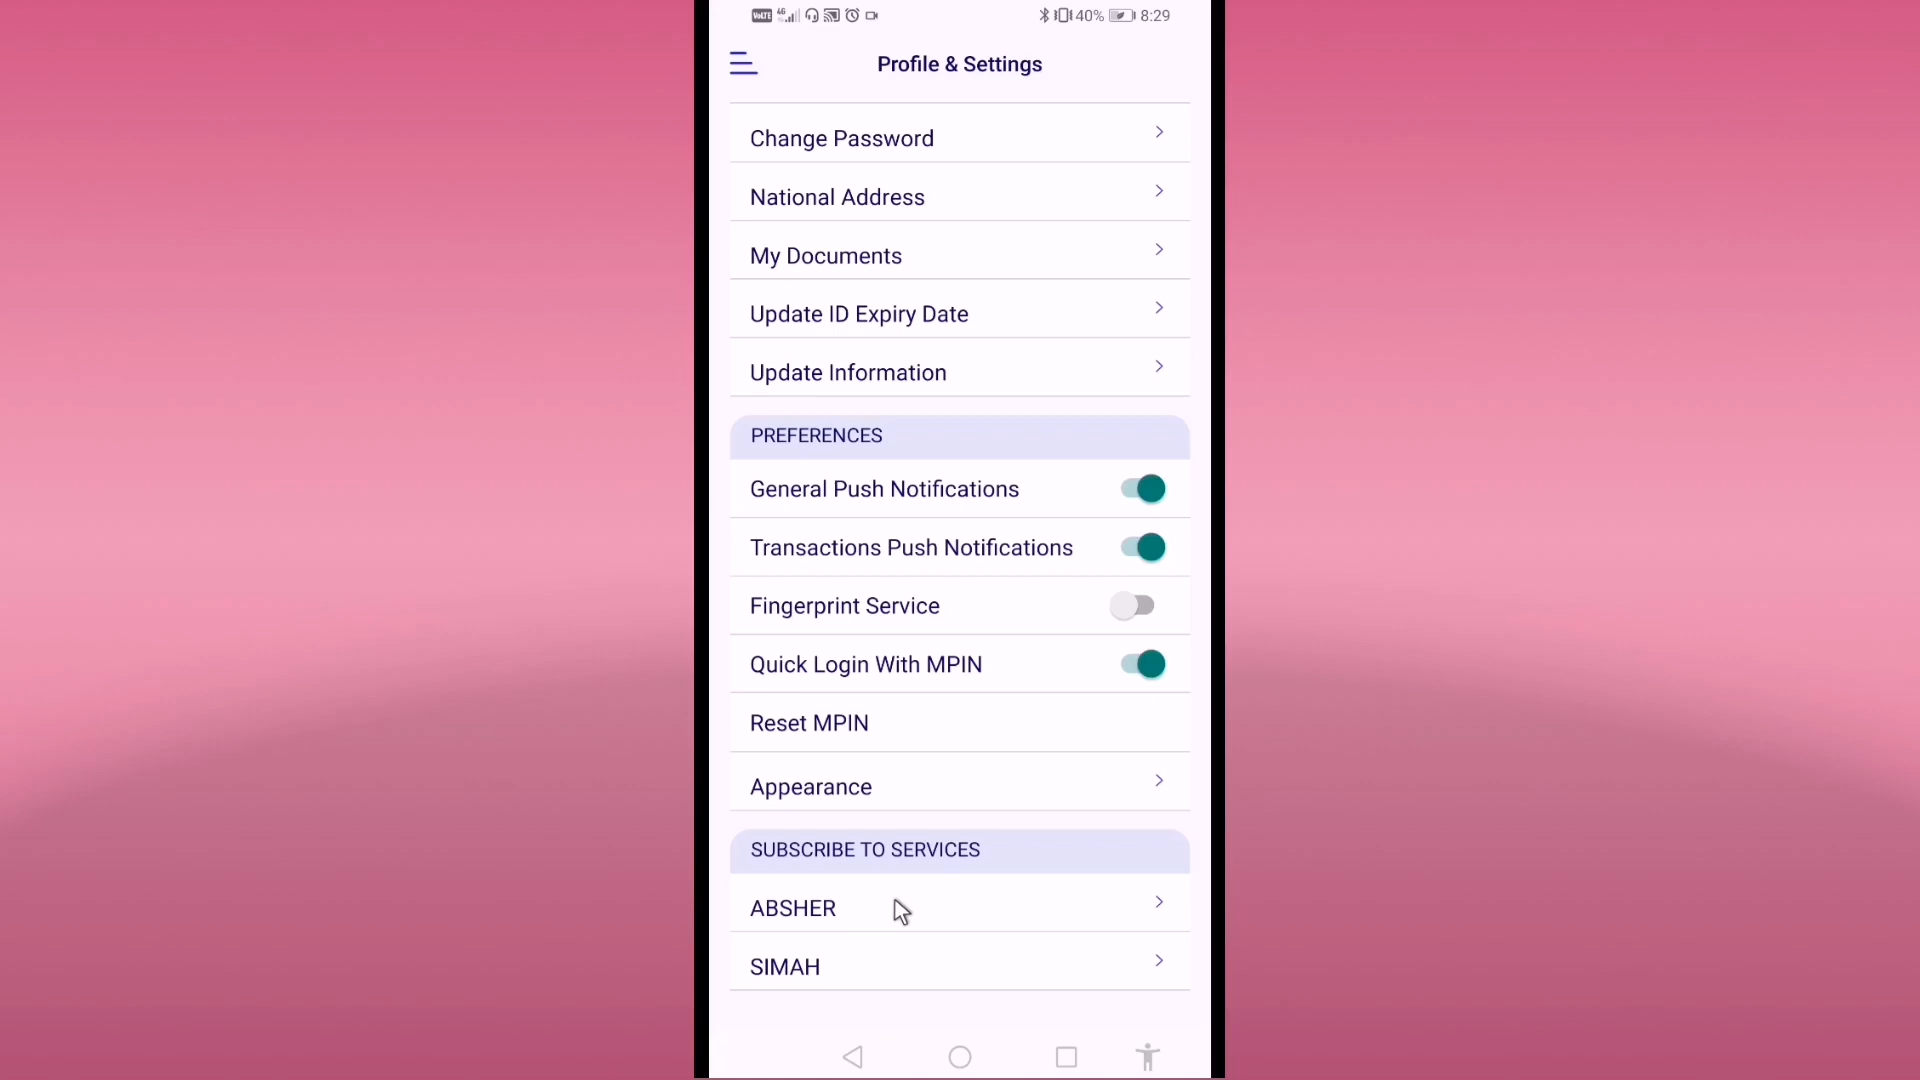 VoLTE 4G 40% 8:29
Profile & Settings
Change Password
National Address
My Documents
Update ID Expiry Date
Update Information
PREFERENCES
General Push Notifications
Transactions Push Notifications
Fingerprint Service
Quick Login With MPIN
Reset MPIN
Appearance
SUBSCRIBE TO SERVICES
ABSHER
SIMAH